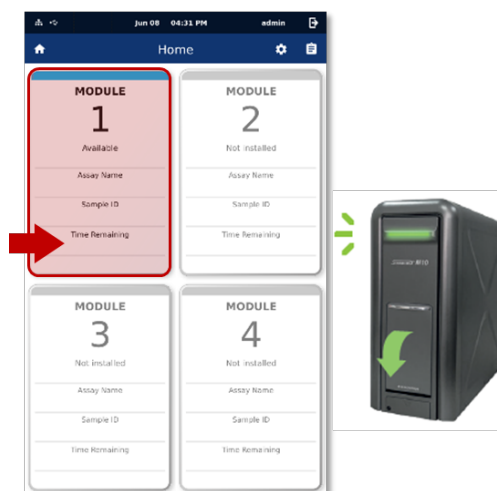 Jun 08 04:31 PM admin
Home
MODULE
1
Available
Assay Name
Sample ID
Time Remaining
MODULE
2
Not installed
Assay Name
Sample ID
Time Remaining
MODULE
3
Not installed
Assay Name
Sample ID
Time Remaining
MODULE
4
Not installed
Assay Name
Sample ID
Time Remaining
M10